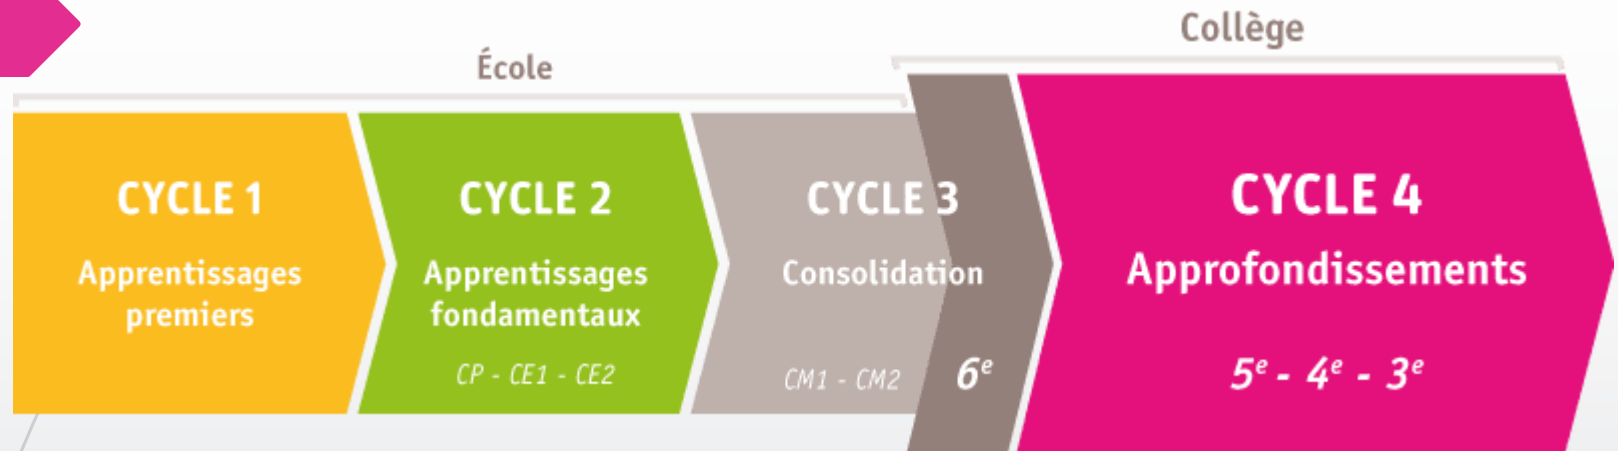 Collège
École
CYCLE 1
Apprentissages
premiers
CYCLE 2
Apprentissages
fondamentaux
CP - CE1 - CE2
CYCLE 3
Consolidation
CM1 - CM2
6e
CYCLE 4
Approfondissements
5e - 4e - 3e